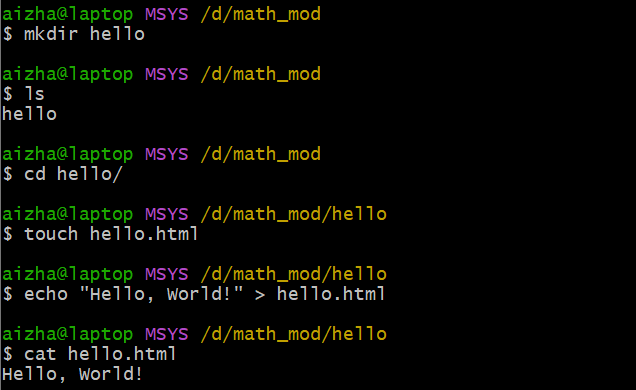 aizha@laptop MSYS /d/math_mod
$ mkdir hello
aizha@laptop MSYS /d/math_mod
$ ls
hello
aizha@laptop MSYS /d/math_mod
$ cd hello/
aizha@laptop MSYS /d/math_mod/hello
$ touch hello.html
aizha@laptop MSYS /d/math_mod/hello
$ echo "Hello, World!" > hello.html
aizha@laptop MSYS /d/math_mod/hello
$ cat hello.html
Hello, World!